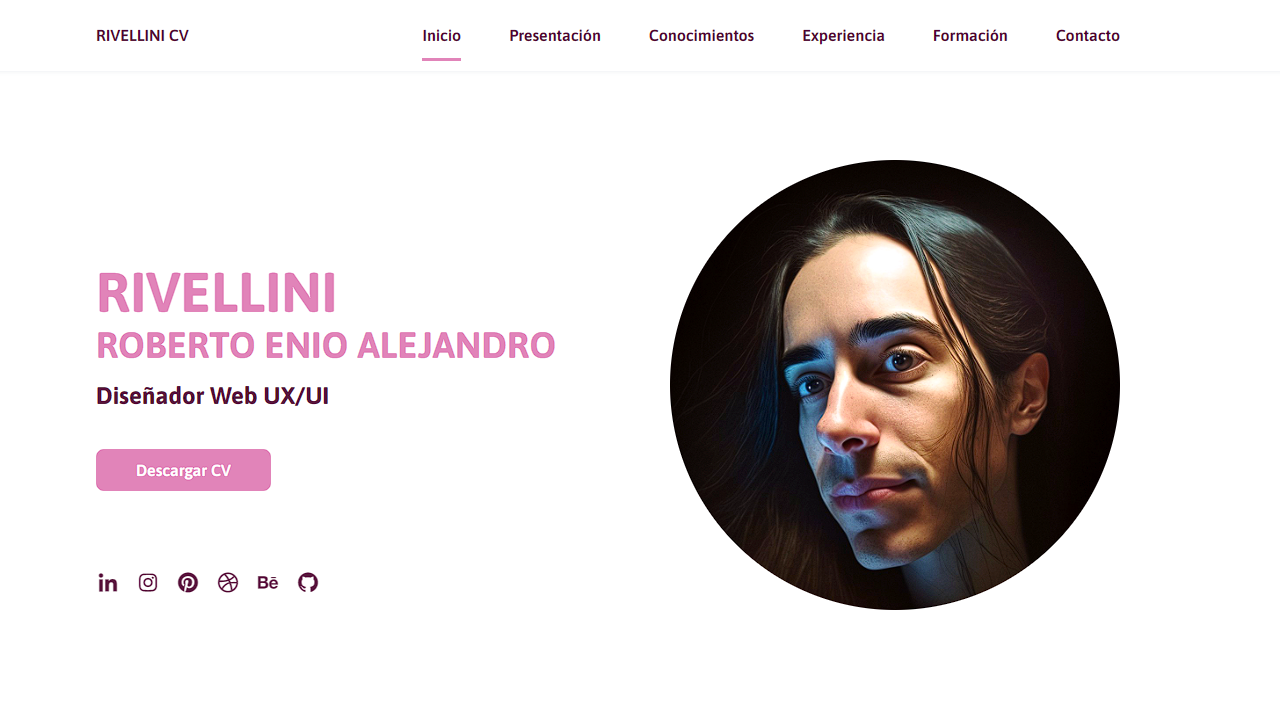 RIVELLINI CV
Inicio
Presentación
Conocimientos
Experiencia
Formación
Contacto
RIVELLINI
ROBERTO ENIO ALEJANDRO
Diseñador Web UX/UI
Descargar CV
in
Bē